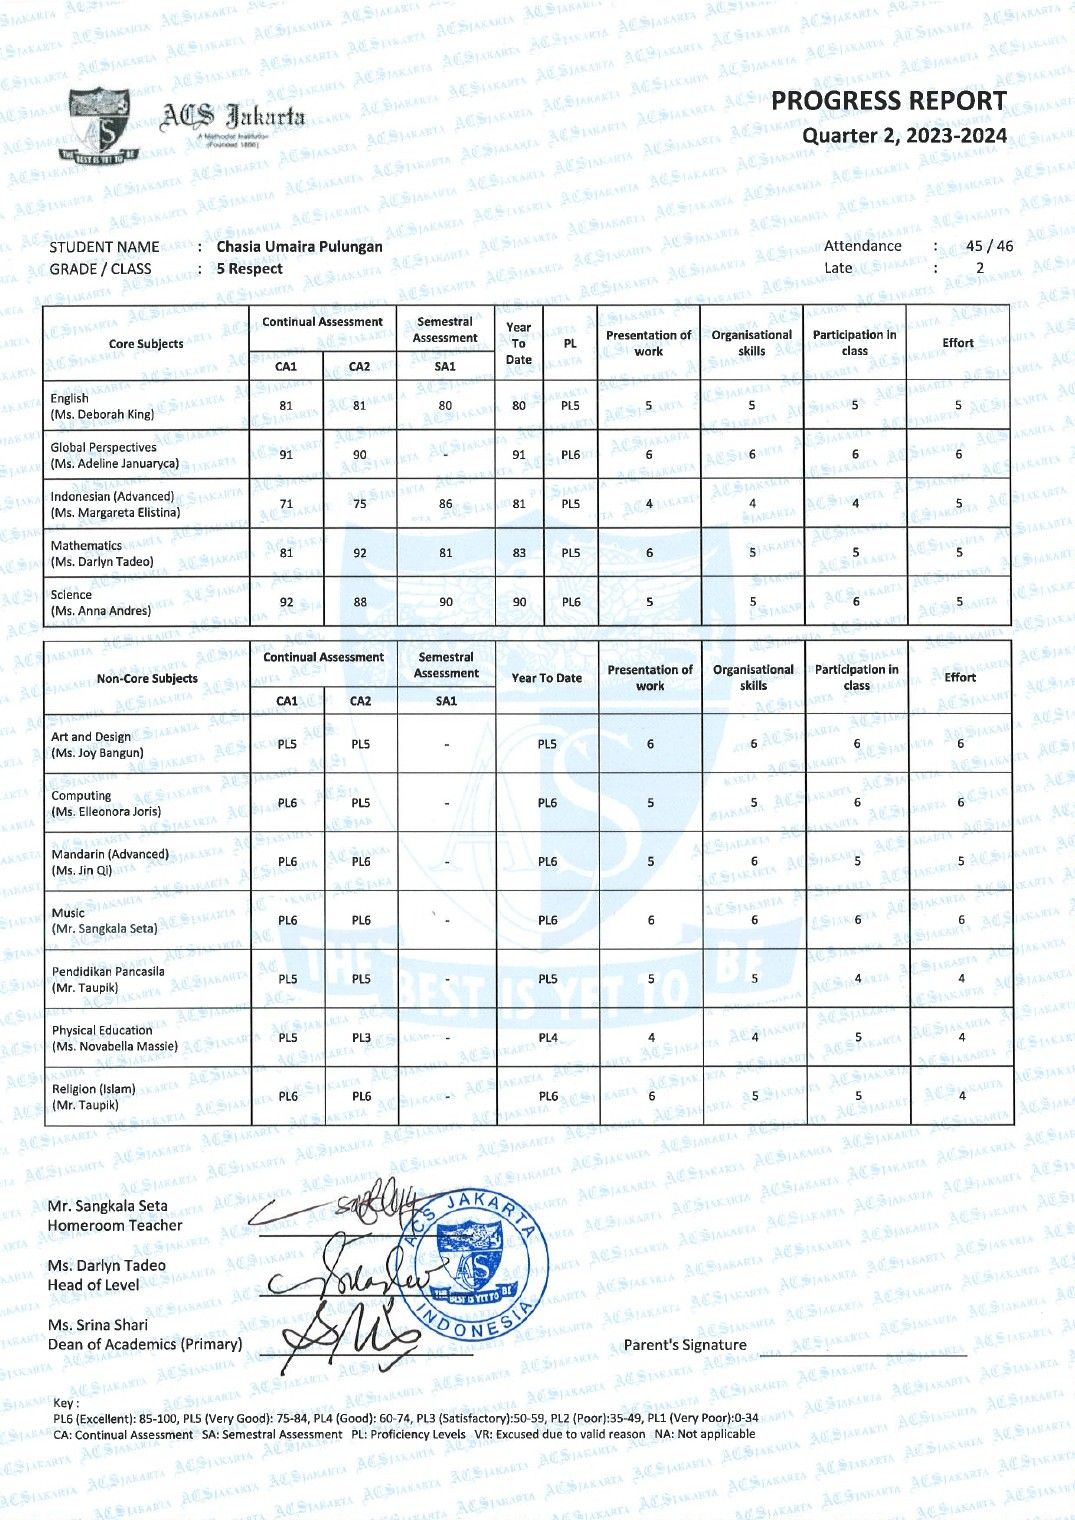 ACS Jakarta
A Methodist Institution
(Founded 1886)
THE BEST IS YET TO BE
PROGRESS REPORT
Quarter 2, 2023-2024
STUDENT NAME : Chasia Umaira Pulungan
GRADE / CLASS : 5 Respect
Attendance : 45 / 46
Late : 2
Core Subjects Continual Assessment Semestral Assessment Year To Date PL Presentation of work Organisational skills Participation in class Effort
CA1 CA2 SA1
English
(Ms. Deborah King) 81 81 80 80 PL5 5 5 5 5
Global Perspectives
(Ms. Adeline Januaryca) 91 90 - 91 PL6 6 6 6 6
Indonesian (Advanced)
(Ms. Margareta Elistina) 71 75 86 81 PL5 4 4 4 5
Mathematics
(Ms. Darlyn Tadeo) 81 92 81 83 PL5 6 5 5 5
Science
(Ms. Anna Andres) 92 88 90 90 PL6 5 5 6 5
Non-Core Subjects Continual Assessment Semestral Assessment Year To Date Presentation of work Organisational skills Participation in class Effort
CA1 CA2 SA1
Art and Design
(Ms. Joy Bangun) PL5 PL5 - PL5 6 6 6 6
Computing
(Ms. Elleonora Joris) PL6 PL5 - PL6 5 5 6 6
Mandarin (Advanced)
(Ms. Jin Qi) PL6 PL6 - PL6 5 6 5 5
Music
(Mr. Sangkala Seta) PL6 PL6 - PL6 6 6 6 6
Pendidikan Pancasila
(Mr. Taupik) PL5 PL5 - PL5 5 5 4 4
Physical Education
(Ms. Novabella Massie) PL5 PL3 - PL4 4 4 5 4
Religion (Islam)
(Mr. Taupik) PL6 PL6 - PL6 6 5 5 4
THE BEST IS YET TO BE
Mr. Sangkala Seta
Homeroom Teacher
Ms. Darlyn Tadeo
Head of Level
Ms. Srina Shari
Dean of Academics (Primary)
ACS JAKARTA
INDONESIA
Parent's Signature
Key :
PL6 (Excellent): 85-100, PL5 (Very Good): 75-84, PL4 (Good): 60-74, PL3 (Satisfactory):50-59, PL2 (Poor):35-49, PL1 (Very Poor):0-34
CA: Continual Assessment SA: Semestral Assessment PL: Proficiency Levels VR: Excused due to valid reason NA: Not applicable